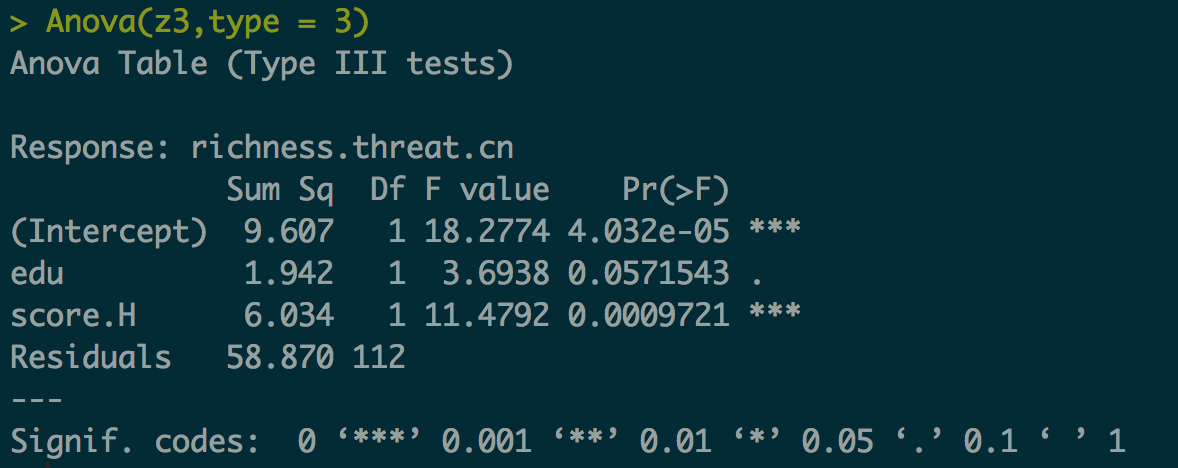 > Anova(z3,type = 3)
Anova Table (Type III tests)
Response: richness.threat.cn
Sum Sq Df F value Pr(>F)
(Intercept) 9.607 1 18.2774 4.032e-05 ***
edu 1.942 1 3.6938 0.0571543 .
score.H 6.034 1 11.4792 0.0009721 ***
Residuals 58.870 112
---
Signif. codes: 0 ‘***’ 0.001 ‘**’ 0.01 ‘*’ 0.05 ‘.’ 0.1 ‘ ’ 1